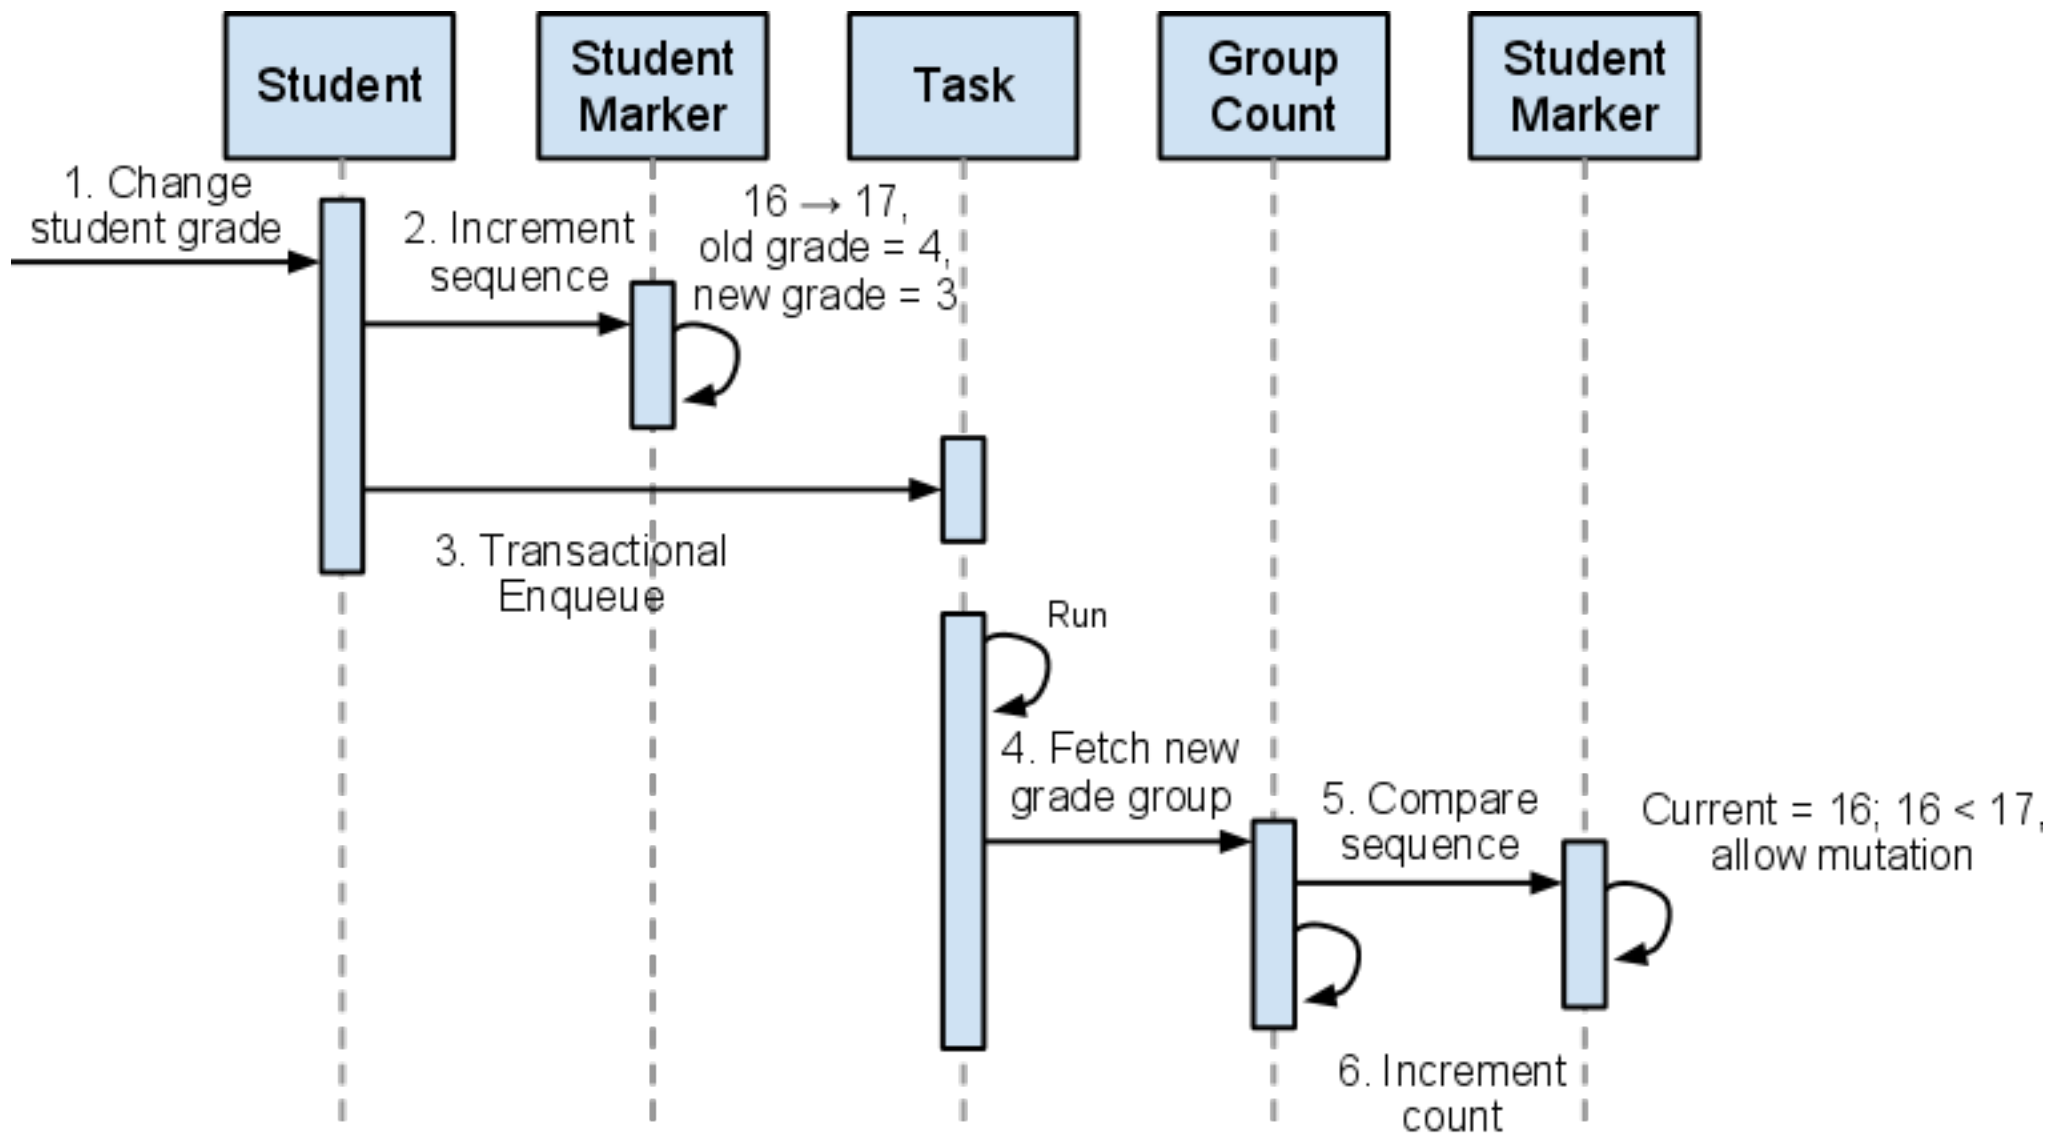 Student
Student
Marker
Task
Group
Count
Student
Marker
1. Change
student grade
2. Increment
sequence
16 → 17,
old grade = 4,
new grade = 3
3. Transactional
Enqueue
Run
4. Fetch new
grade group
5. Compare
sequence
Current = 16; 16 < 17,
allow mutation
6. Increment
count